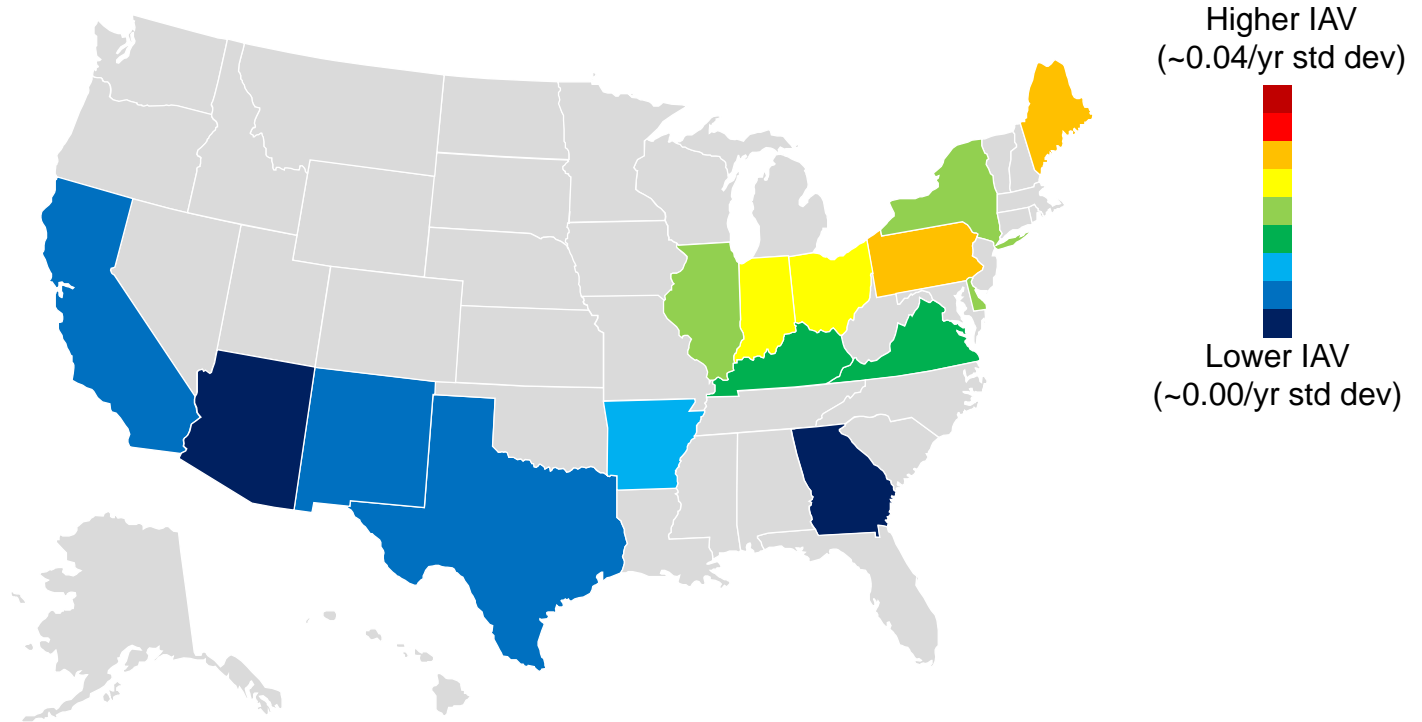 Higher IAV
(~0.04/yr std dev)
Lower IAV
(~0.00/yr std dev)